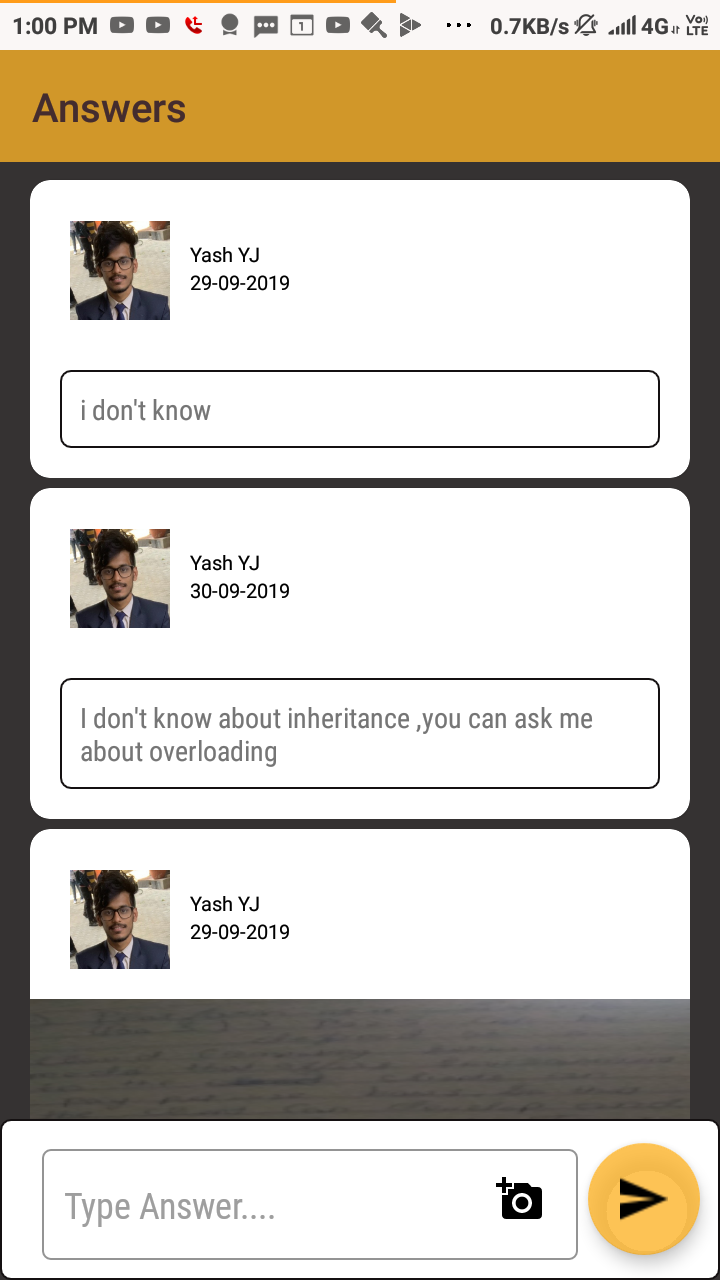 1:00 PM 1 0.7KB/s 4G VoLTE
Answers
Yash YJ
29-09-2019
i don't know
Yash YJ
30-09-2019
I don't know about inheritance ,you can ask me
about overloading
Yash YJ
29-09-2019
Type Answer....